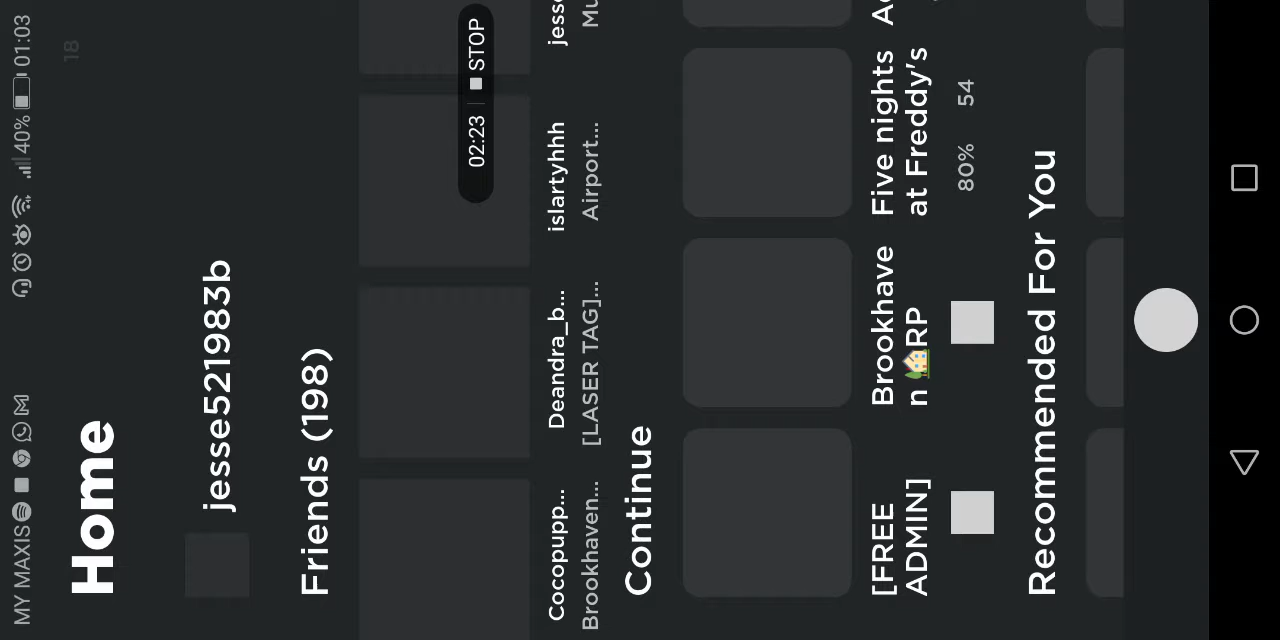 MY MAXIS 40% 01:03
18
Home
jesse521983b
Friends (198)
02:23 STOP
Cocopupp... Deandra_b... islartyhhh jess
Brookhaven... [LASER TAG]... Airport... Mu
Continue
[FREE ADMIN]
Brookhave
n 🏡RP
Five nights
at Freddy's
80% 54
Recommended For You